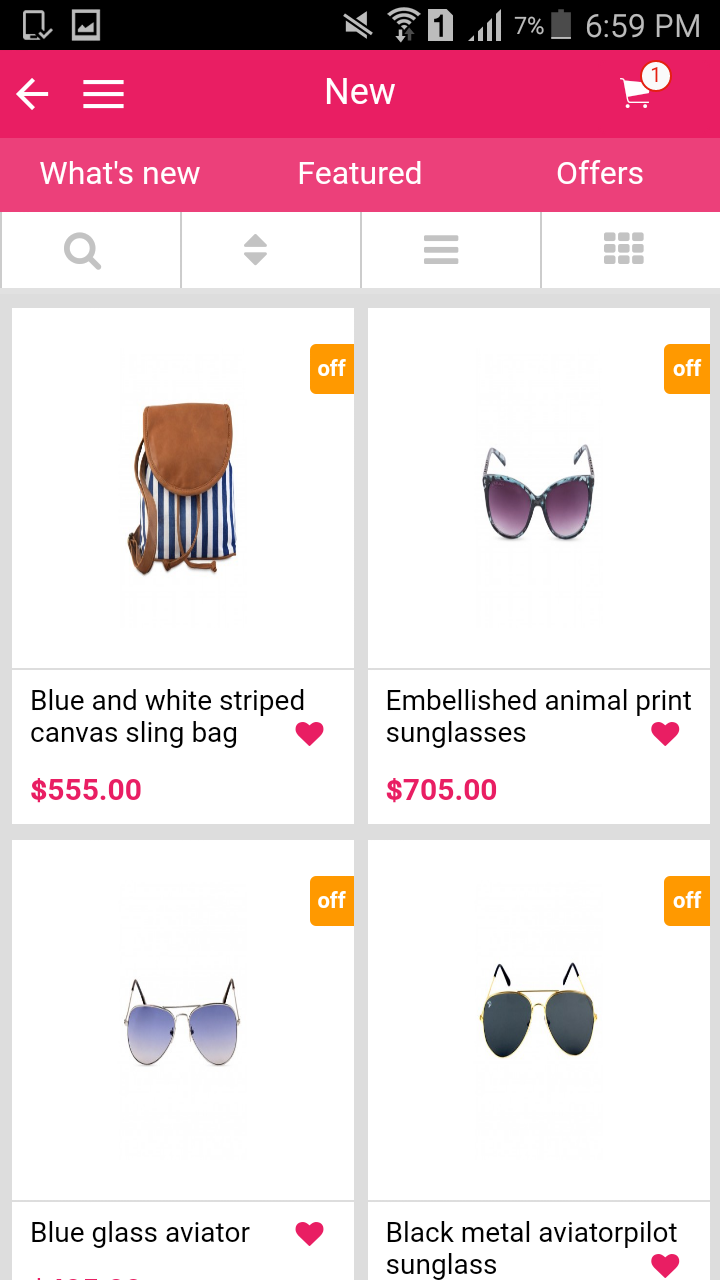 7% 6:59 PM
1
New
1
What's new Featured Offers
off
off
Blue and white striped
canvas sling bag
$555.00
Embellished animal print
sunglasses
$705.00
off
off
Blue glass aviator
Black metal aviatorpilot
sunglass